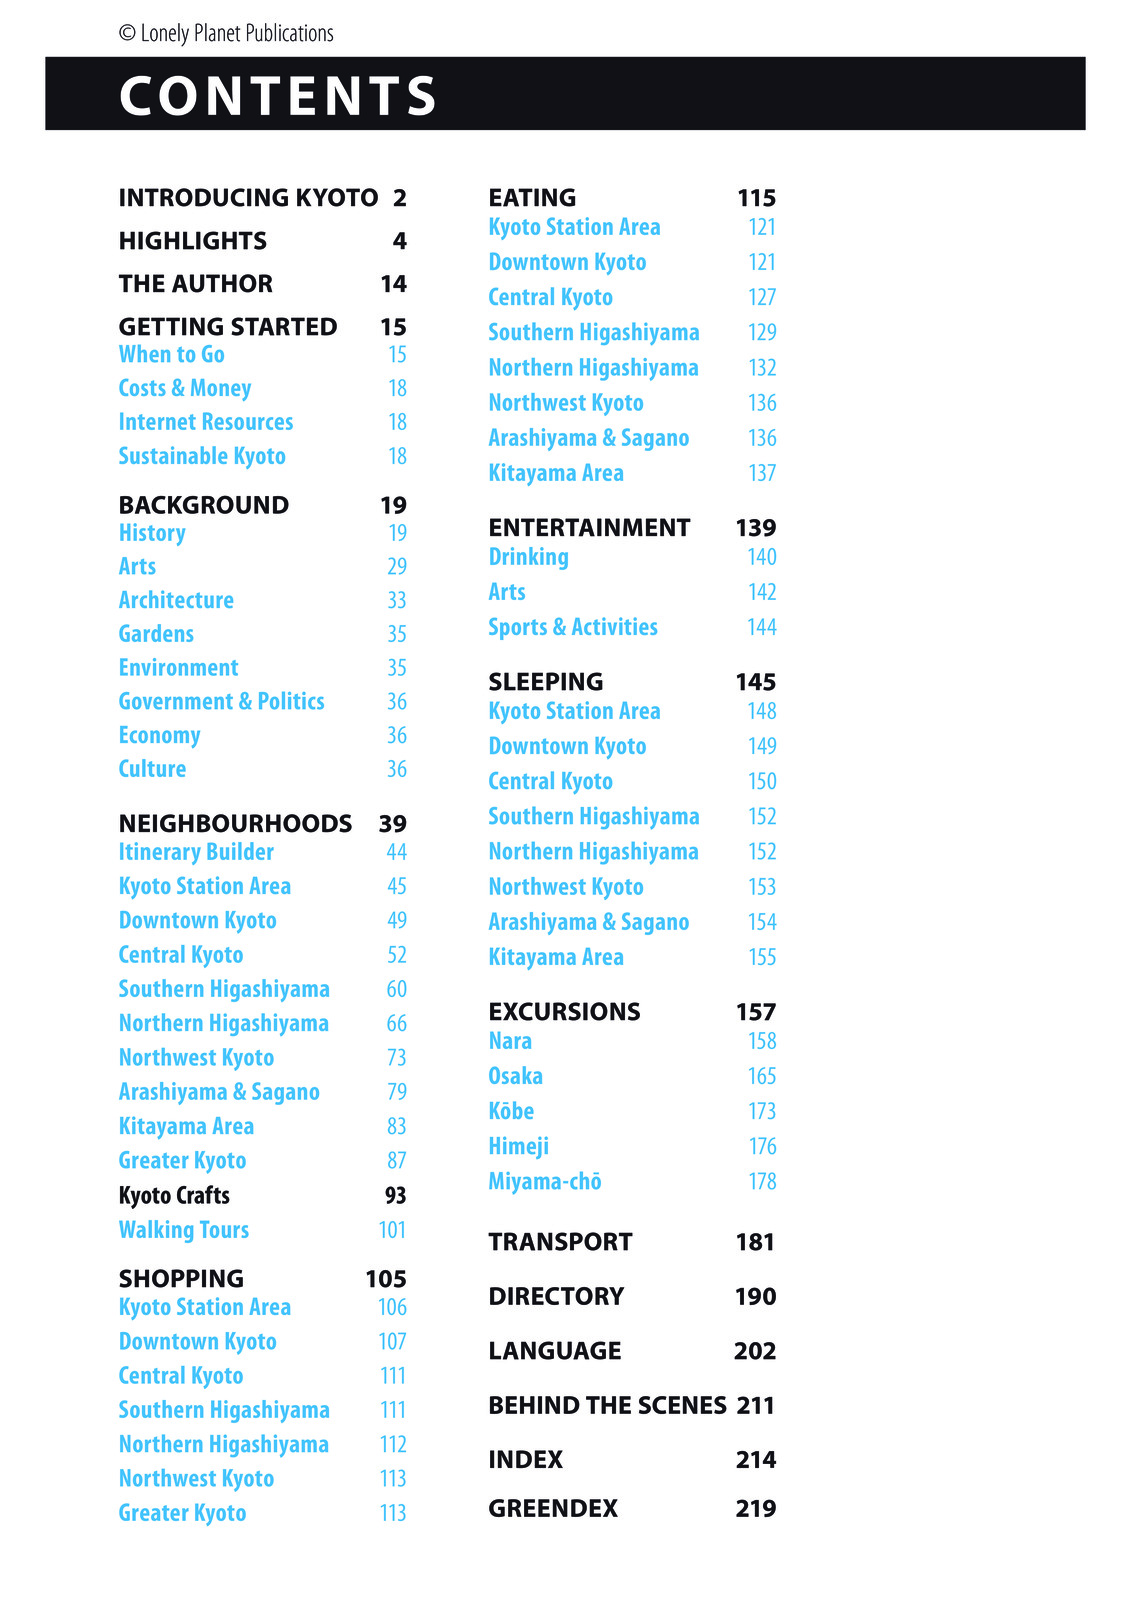 © Lonely Planet Publications
CONTENTS
INTRODUCING KYOTO 2
HIGHLIGHTS 4
THE AUTHOR 14
GETTING STARTED 15
When to Go 15
Costs & Money 18
Internet Resources 18
Sustainable Kyoto 18
BACKGROUND 19
History 19
Arts 29
Architecture 33
Gardens 35
Environment 35
Government & Politics 36
Economy 36
Culture 36
NEIGHBOURHOODS 39
Itinerary Builder 44
Kyoto Station Area 45
Downtown Kyoto 49
Central Kyoto 52
Southern Higashiyama 60
Northern Higashiyama 66
Northwest Kyoto 73
Arashiyama & Sagano 79
Kitayama Area 83
Greater Kyoto 87
Kyoto Crafts 93
Walking Tours 101
SHOPPING 105
Kyoto Station Area 106
Downtown Kyoto 107
Central Kyoto 111
Southern Higashiyama 111
Northern Higashiyama 112
Northwest Kyoto 113
Greater Kyoto 113
EATING 115
Kyoto Station Area 121
Downtown Kyoto 121
Central Kyoto 127
Southern Higashiyama 129
Northern Higashiyama 132
Northwest Kyoto 136
Arashiyama & Sagano 136
Kitayama Area 137
ENTERTAINMENT 139
Drinking 140
Arts 142
Sports & Activities 144
SLEEPING 145
Kyoto Station Area 148
Downtown Kyoto 149
Central Kyoto 150
Southern Higashiyama 152
Northern Higashiyama 152
Northwest Kyoto 153
Arashiyama & Sagano 154
Kitayama Area 155
EXCURSIONS 157
Nara 158
Osaka 165
Kōbe 173
Himeji 176
Miyama-chō 178
TRANSPORT 181
DIRECTORY 190
LANGUAGE 202
BEHIND THE SCENES 211
INDEX 214
GREENDEX 219